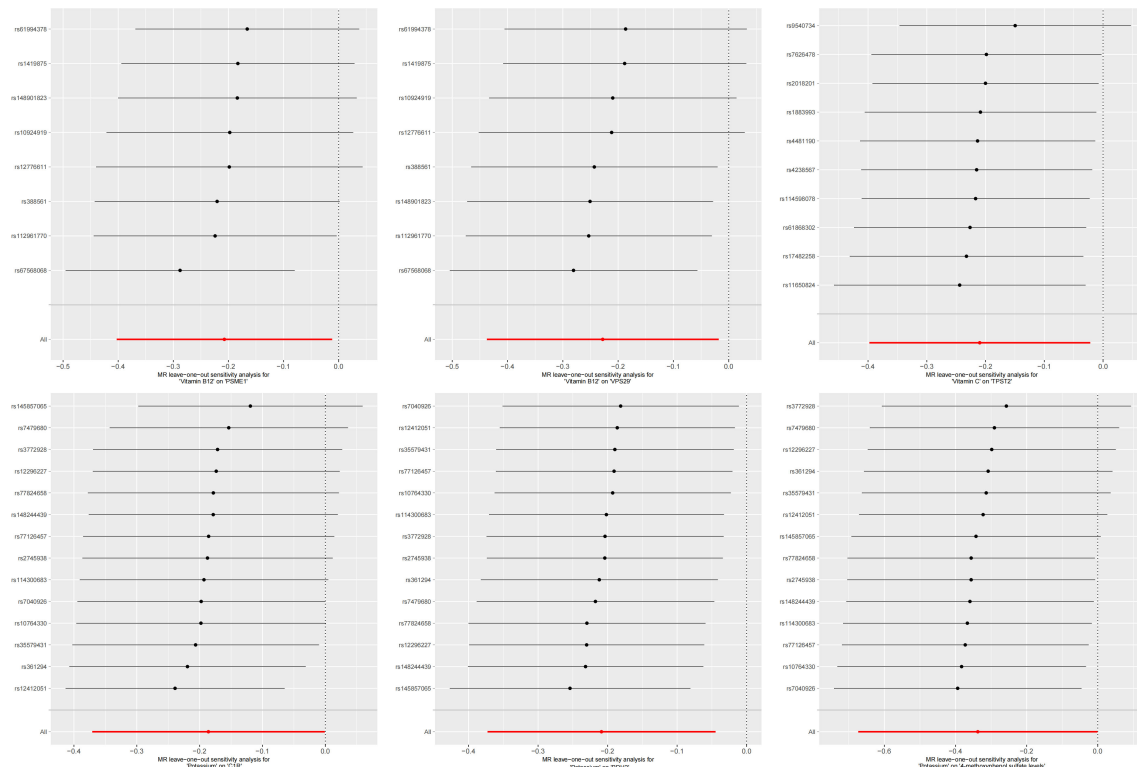 rs61994378
rs1419875
rs148901823
rs10924919
rs12776611
rs388561
rs112961770
rs67568068
All
−0.5 −0.4 −0.3 −0.2 −0.1 0.0
MR leave−one−out sensitivity analysis for
'Vitamin B12' on 'PSME1'
rs61994378
rs1419875
rs10924919
rs12776611
rs388561
rs148901823
rs112961770
rs67568068
All
−0.5 −0.4 −0.3 −0.2 −0.1 0.0
MR leave−one−out sensitivity analysis for
'Vitamin B12' on 'VPS29'
rs9540734
rs7626478
rs2018201
rs1883993
rs4481190
rs4236567
rs114598078
rs61868302
rs17482258
rs11650824
All
−0.4 −0.3 −0.2 −0.1 0.0
MR leave−one−out sensitivity analysis for
'Vitamin C' on 'TPST2'
rs145857065
rs7479680
rs3772928
rs12296227
rs77824658
rs148244439
rs77126457
rs2745938
rs114300683
rs7040926
rs10764330
rs35579431
rs361294
rs12412051
All
−0.4 −0.3 −0.2 −0.1 0.0
MR leave−one−out sensitivity analysis for
'Potassium' on 'C1R'
rs7040926
rs12412051
rs35579431
rs77126457
rs10764330
rs114300683
rs3772928
rs2745938
rs361294
rs7479680
rs77824658
rs12296227
rs148244439
rs145857065
All
−0.4 −0.3 −0.2 −0.1 0.0
MR leave−one−out sensitivity analysis for
rs3772928
rs7479680
rs12296227
rs361294
rs35579431
rs12412051
rs145857065
rs77824658
rs2745938
rs148244439
rs114300683
rs77126457
rs10764330
rs7040926
All
−0.6 −0.4 −0.2 0.0
MR leave−one−out sensitivity analysis for
'Potassium' on '4-methoxyphenol sulfate levels'